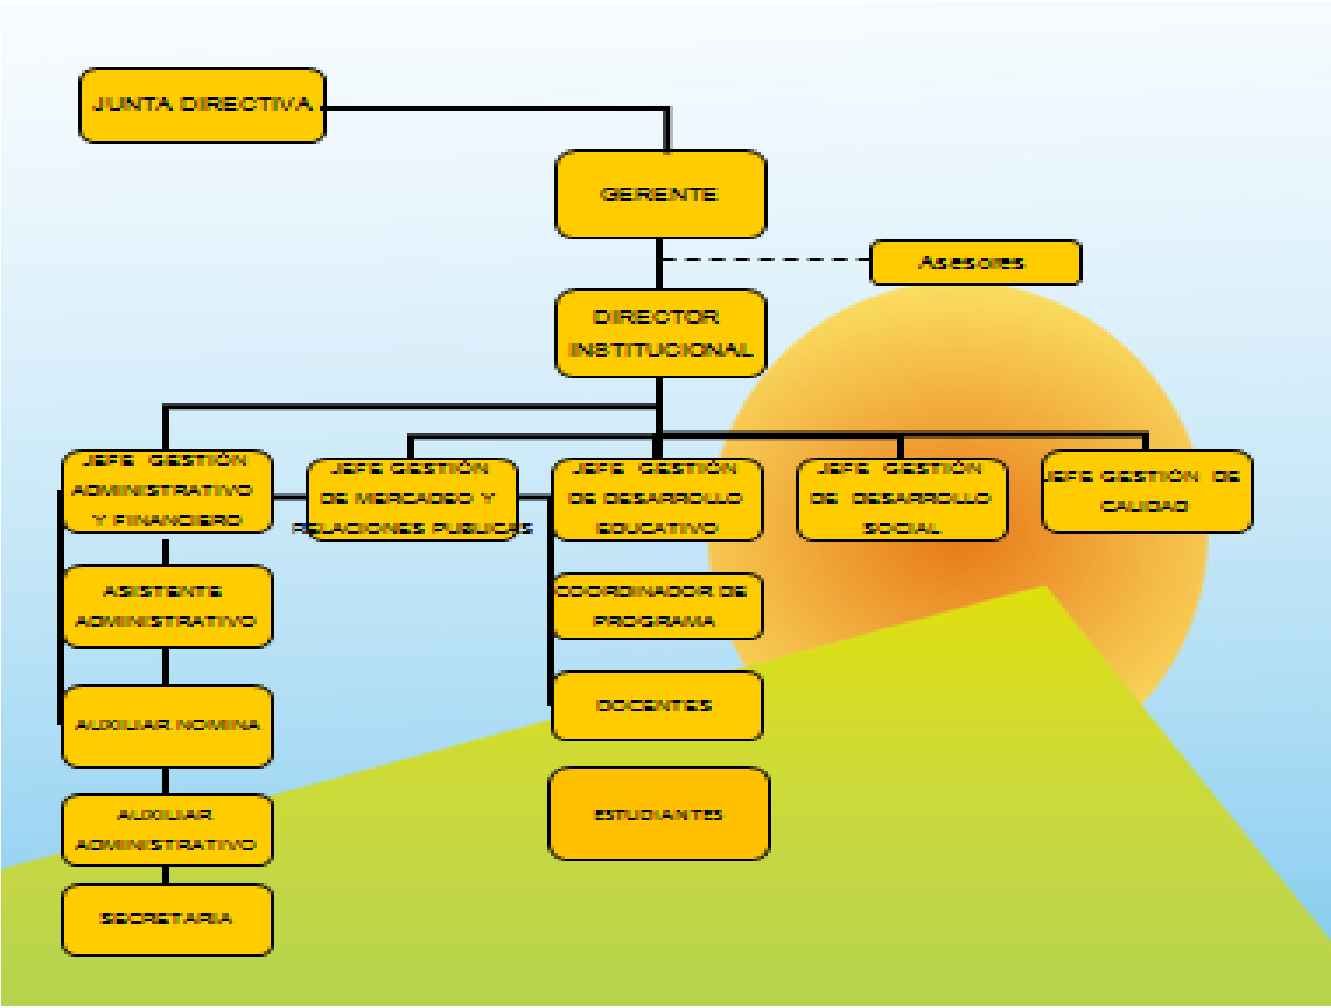 JUNTA DIRECTIVA
GERENTE
Asesores
DIRECTOR
INSTITUCIONAL
JEFE GESTIÓN
ADMINISTRATIVO
Y FINANCIERO
JEFE GESTIÓN
DE MERCADEO Y
RELACIONES PUBLICAS
JEFE GESTIÓN
DE DESARROLLO
EDUCATIVO
JEFE GESTIÓN
DE DESARROLLO
SOCIAL
JEFE GESTIÓN DE
CALIDAD
ASISTENTE
ADMINISTRATIVO
COORDINADOR DE
PROGRAMA
AUXILIAR NOMINA
DOCENTES
AUXILIAR
ADMINISTRATIVO
ESTUDIANTES
SECRETARIA